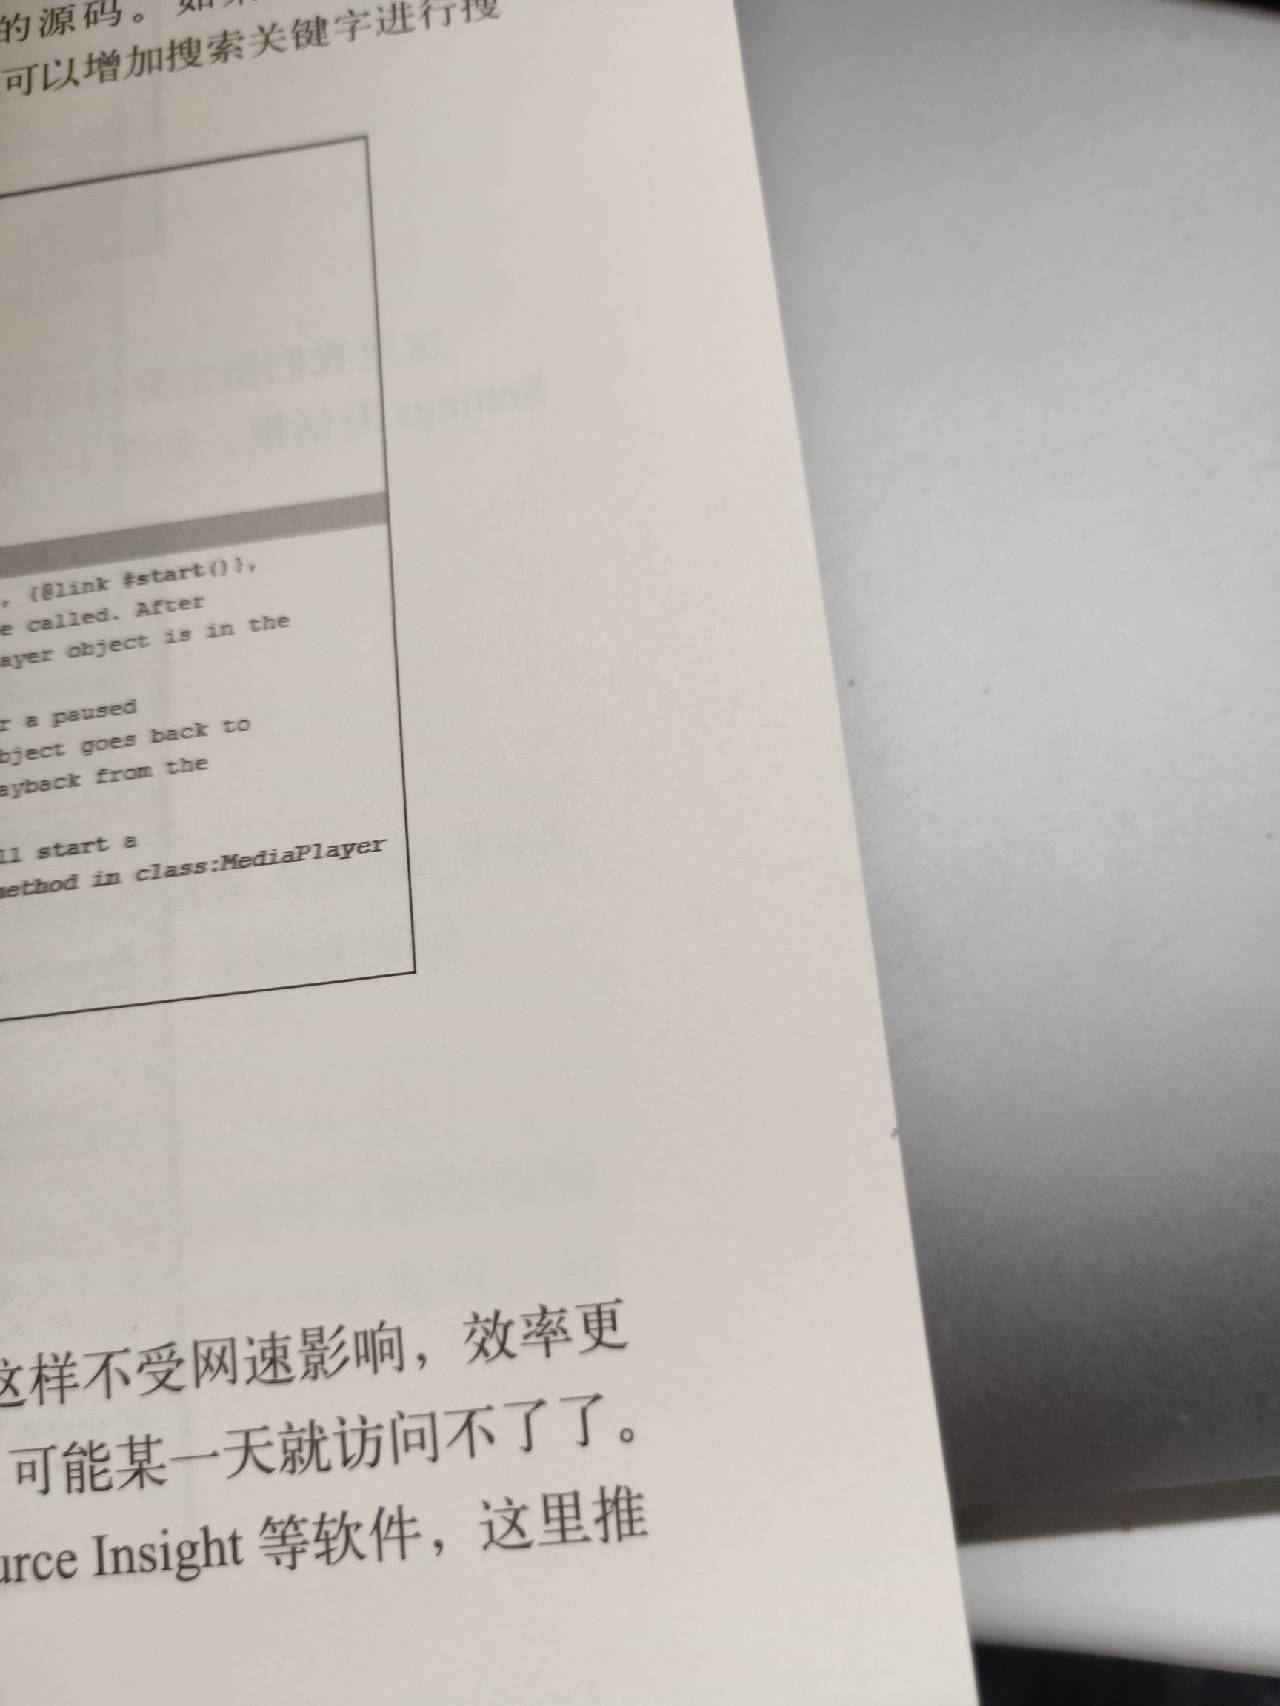 的源码。如果
可以增加搜索关键字进行搜
, {@link #start()},
e called. After
ayer object is in the
r a paused
bject goes back to
ayback from the
ll start a
method in class:MediaPlayer
这样不受网速影响，效率更
可能某一天就访问不了了。
urce Insight 等软件，这里推